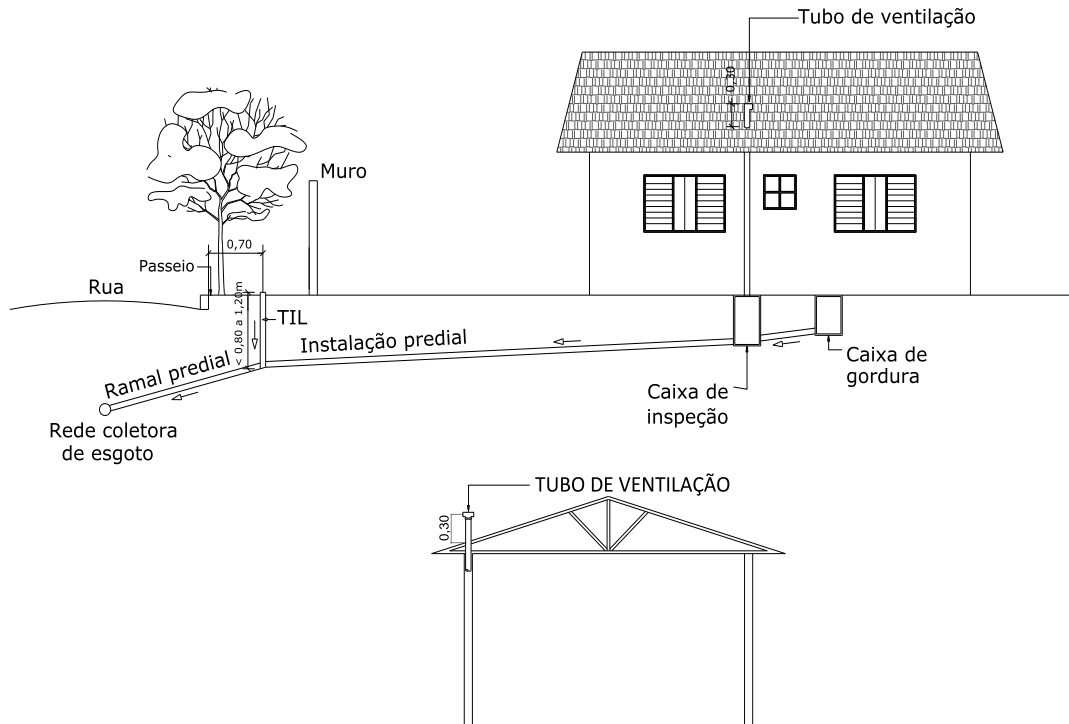 Tubo de ventilação
0,30
Muro
0,70
Passeio
Rua
< 0,80 a 1,20m
TIL
Instalação predial
Ramal predial
Caixa de
gordura
Caixa de
inspeção
Rede coletora
de esgoto
TUBO DE VENTILAÇÃO
0,30